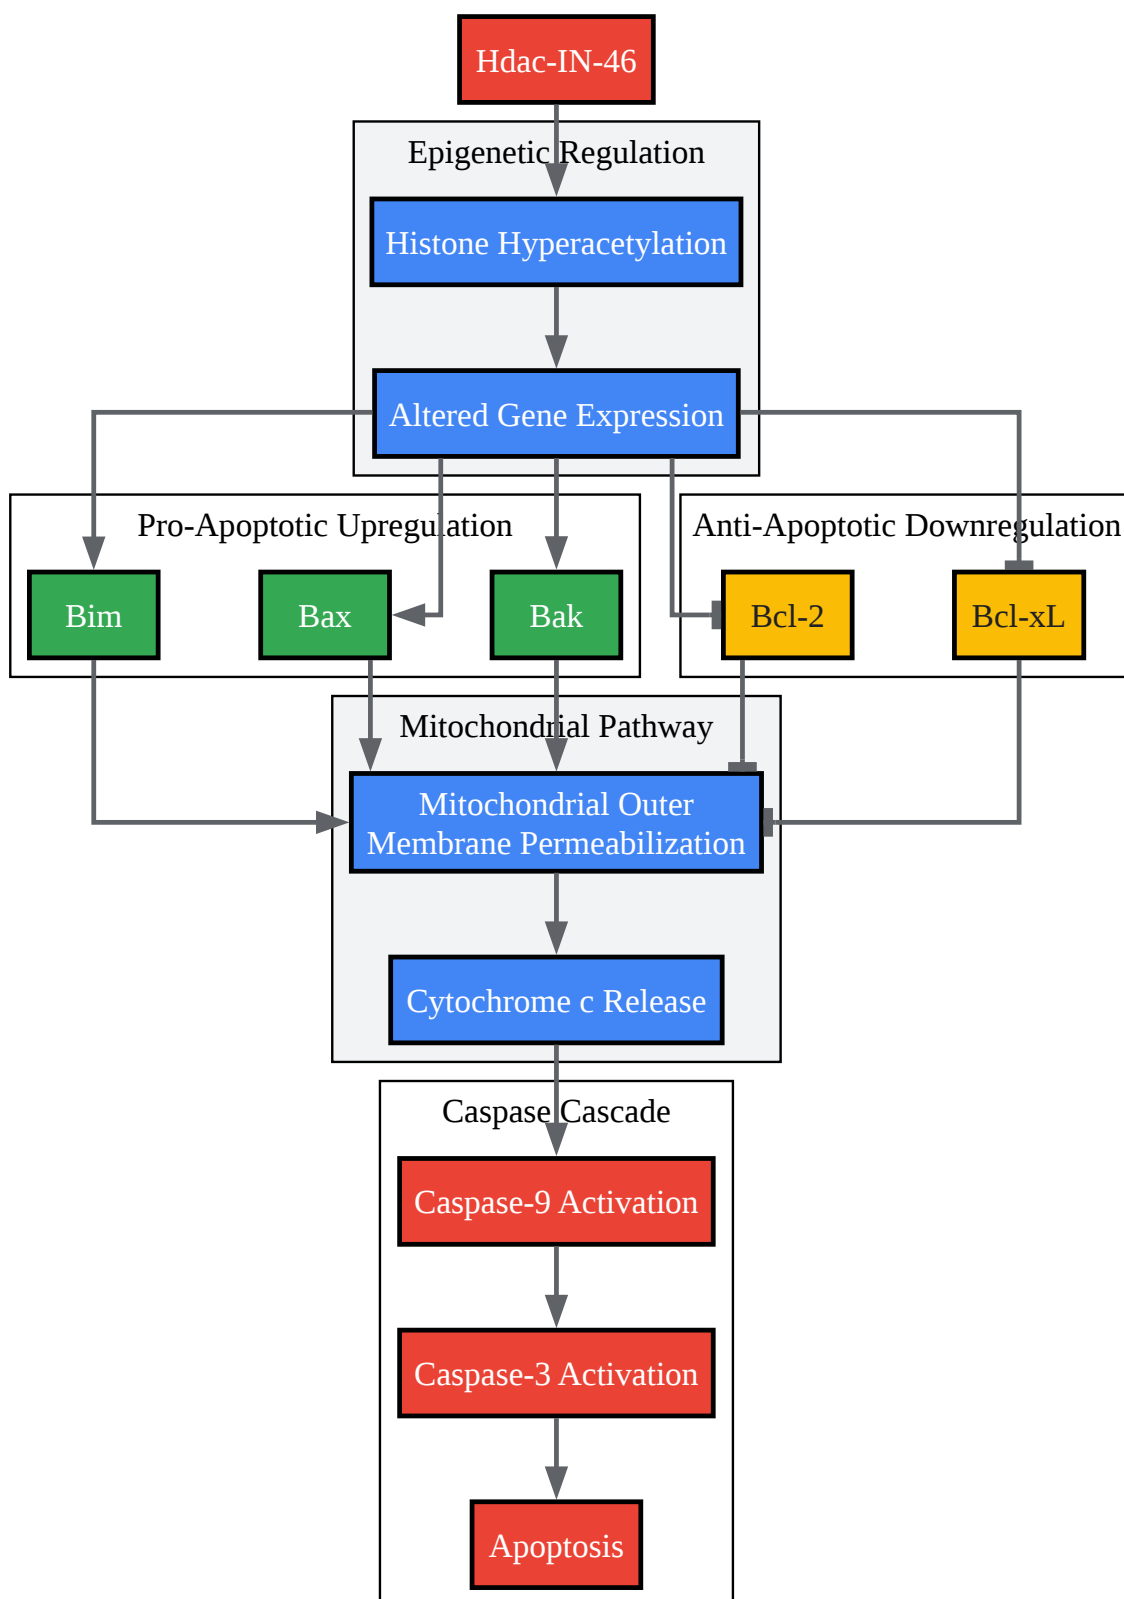 Hdac-IN-46
Epigenetic Regulation
Histone Hyperacetylation
Altered Gene Expression
Pro-Apoptotic Upregulation
Anti-Apoptotic Downregulation
Bim
Bax
Bak
Bcl-2
Bcl-xL
Mitochondrial Pathway
Mitochondrial Outer
Membrane Permeabilization
Cytochrome c Release
Caspase Cascade
Caspase-9 Activation
Caspase-3 Activation
Apoptosis